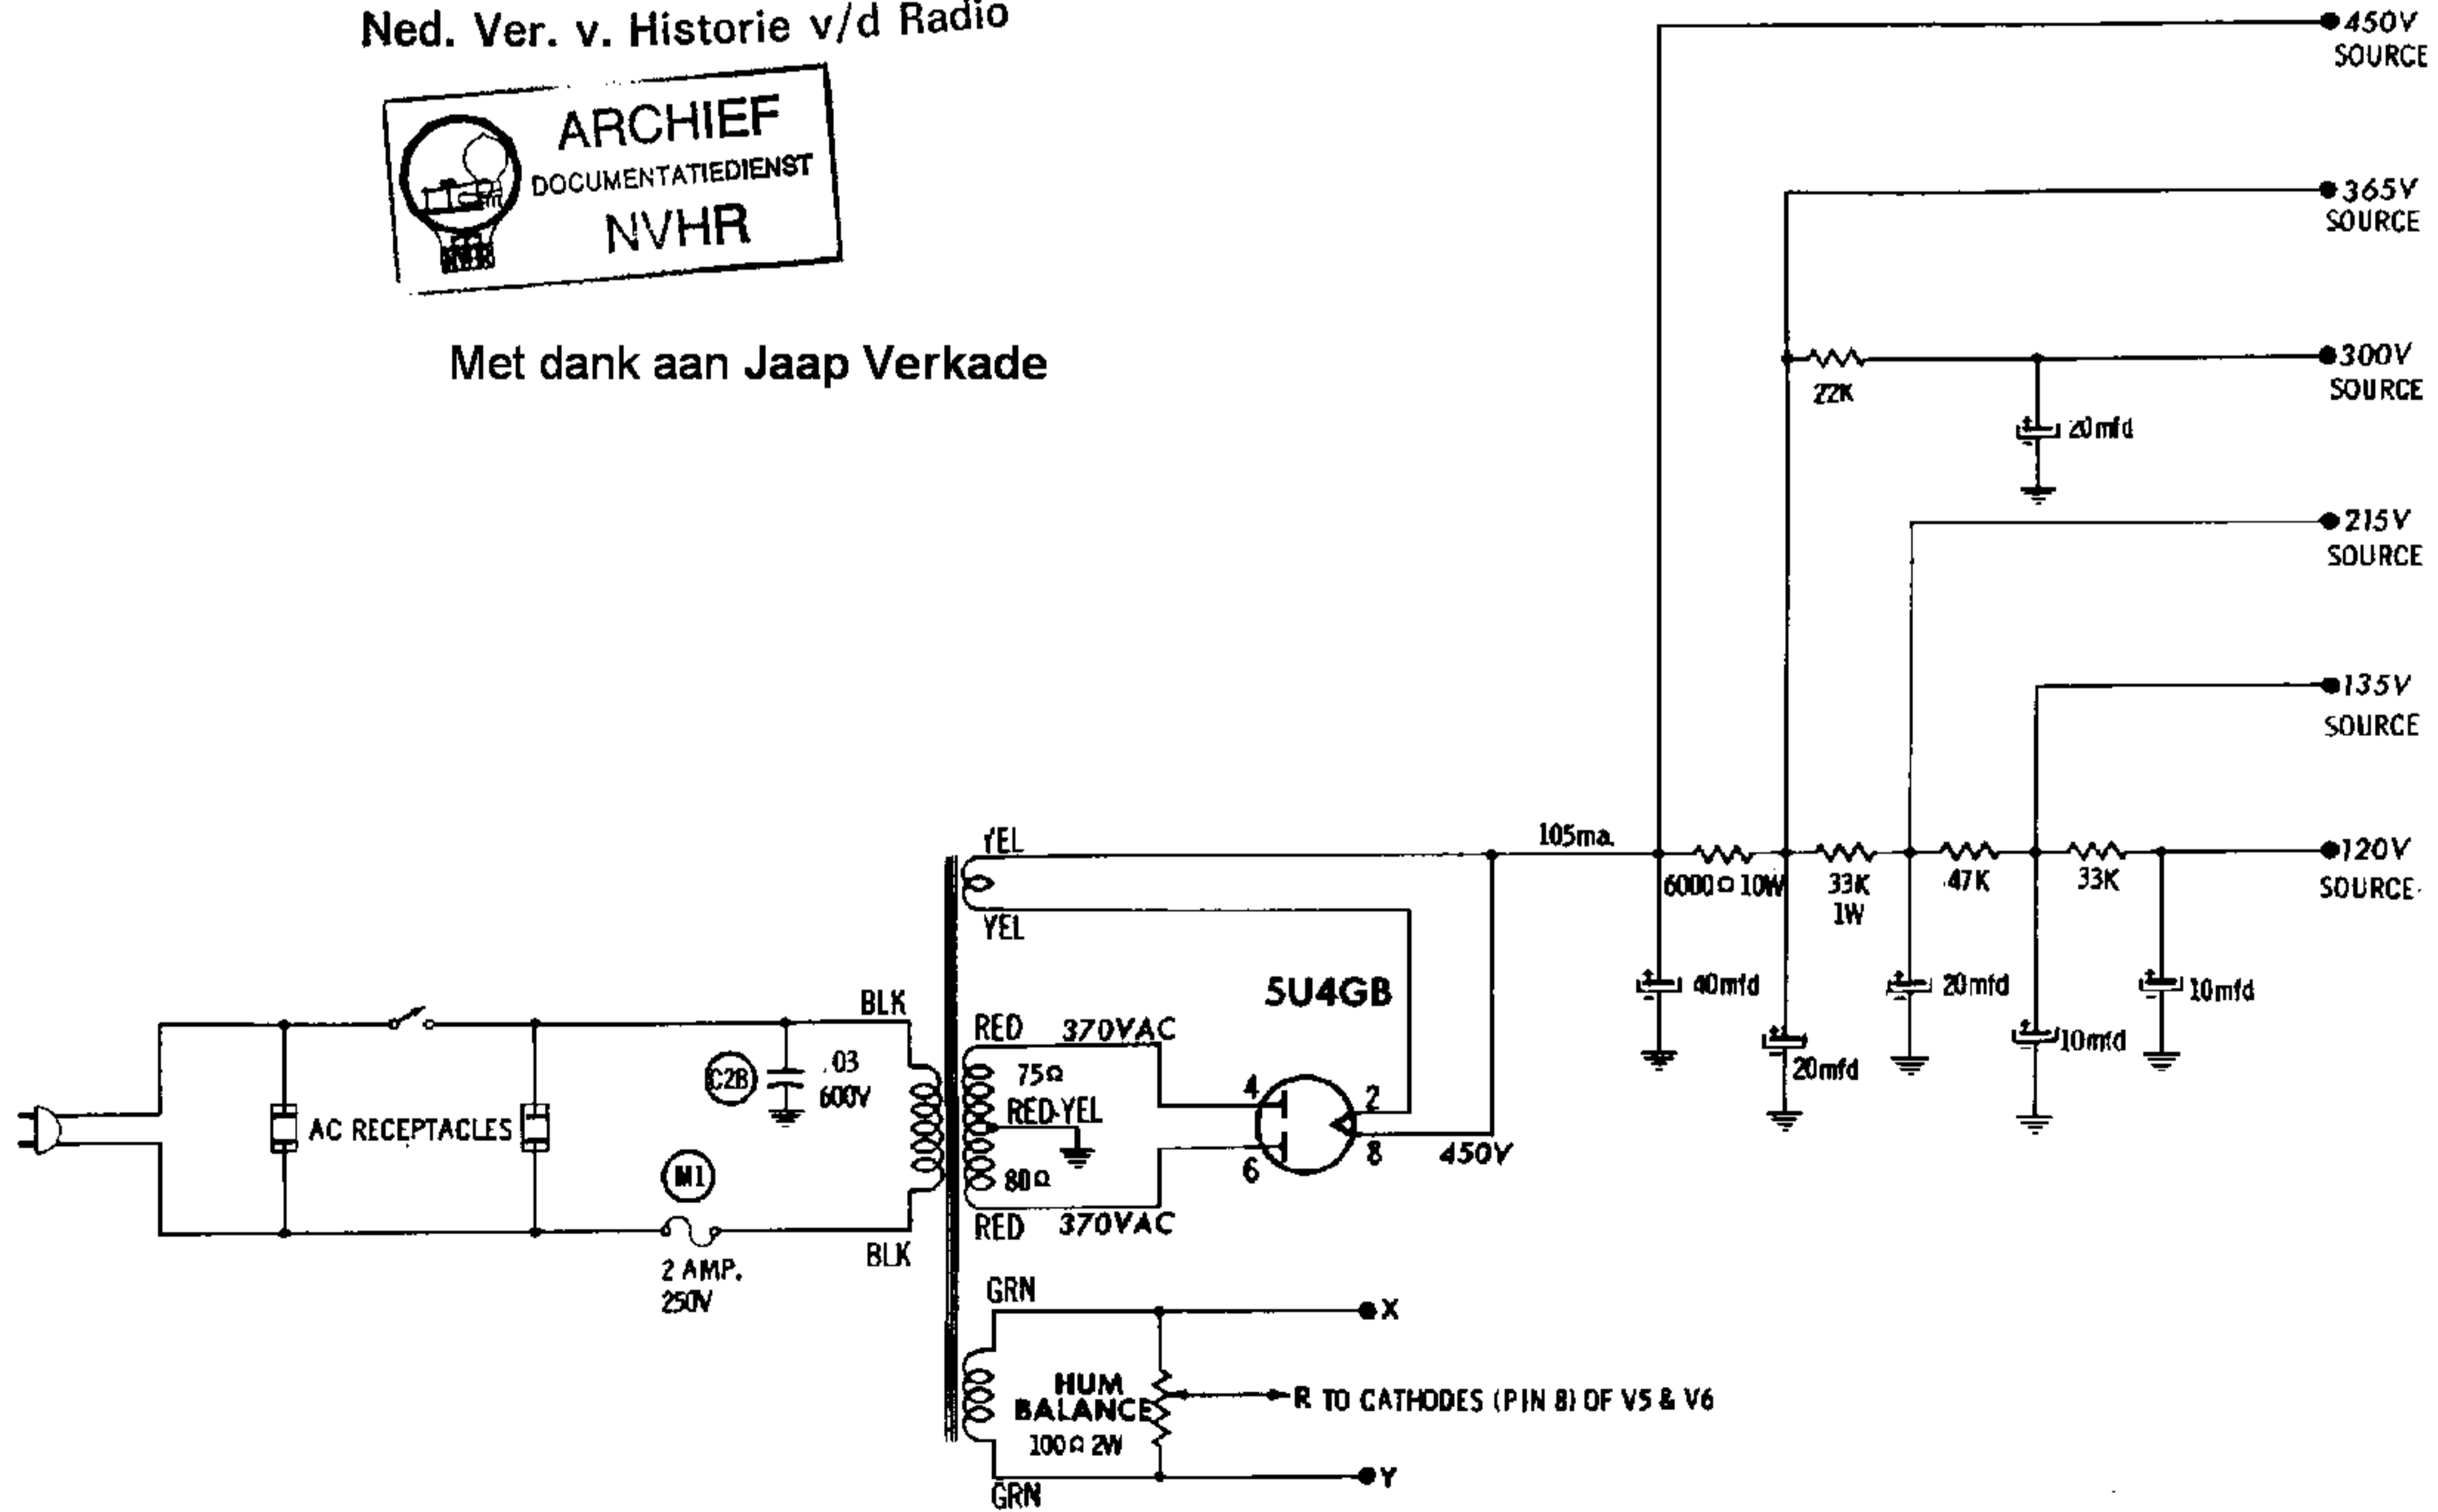 Ned. Ver. v. Historie v/d Radio
ARCHIEF
DOCUMENTATIEDIENST
NVHR
Met dank aan Jaap Verkade
450V
SOURCE
365V
SOURCE
300V
SOURCE
22K
20mfd
215V
SOURCE
135V
SOURCE
120V
SOURCE
105ma.
6000Ω 10W
33K
1W
47K
33K
40mfd
20mfd
20mfd
10mfd
10mfd
YEL
YEL
5U4GB
BLK
RED
370VAC
75Ω
RED-YEL
80Ω
RED
370VAC
4
6
2
8
450V
C2B
.03
600V
AC RECEPTACLES
M1
2 AMP.
250V
BLK
GRN
X
HUM
BALANCE
100Ω 2W
R TO CATHODES (PIN 8) OF V5 & V6
Y
GRN